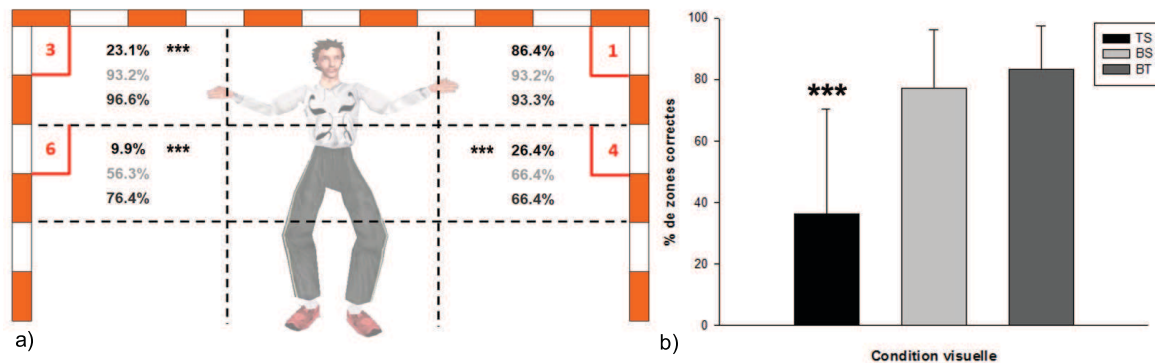 3 23.1% *** 86.4% 1
93.2% 93.2%
96.6% 93.3%
6 9.9% *** *** 26.4% 4
56.3% 66.4%
76.4% 66.4%
a)
100
80
60
40
20
0
% de zones correctes
***
TS
BS
BT
Condition visuelle
b)